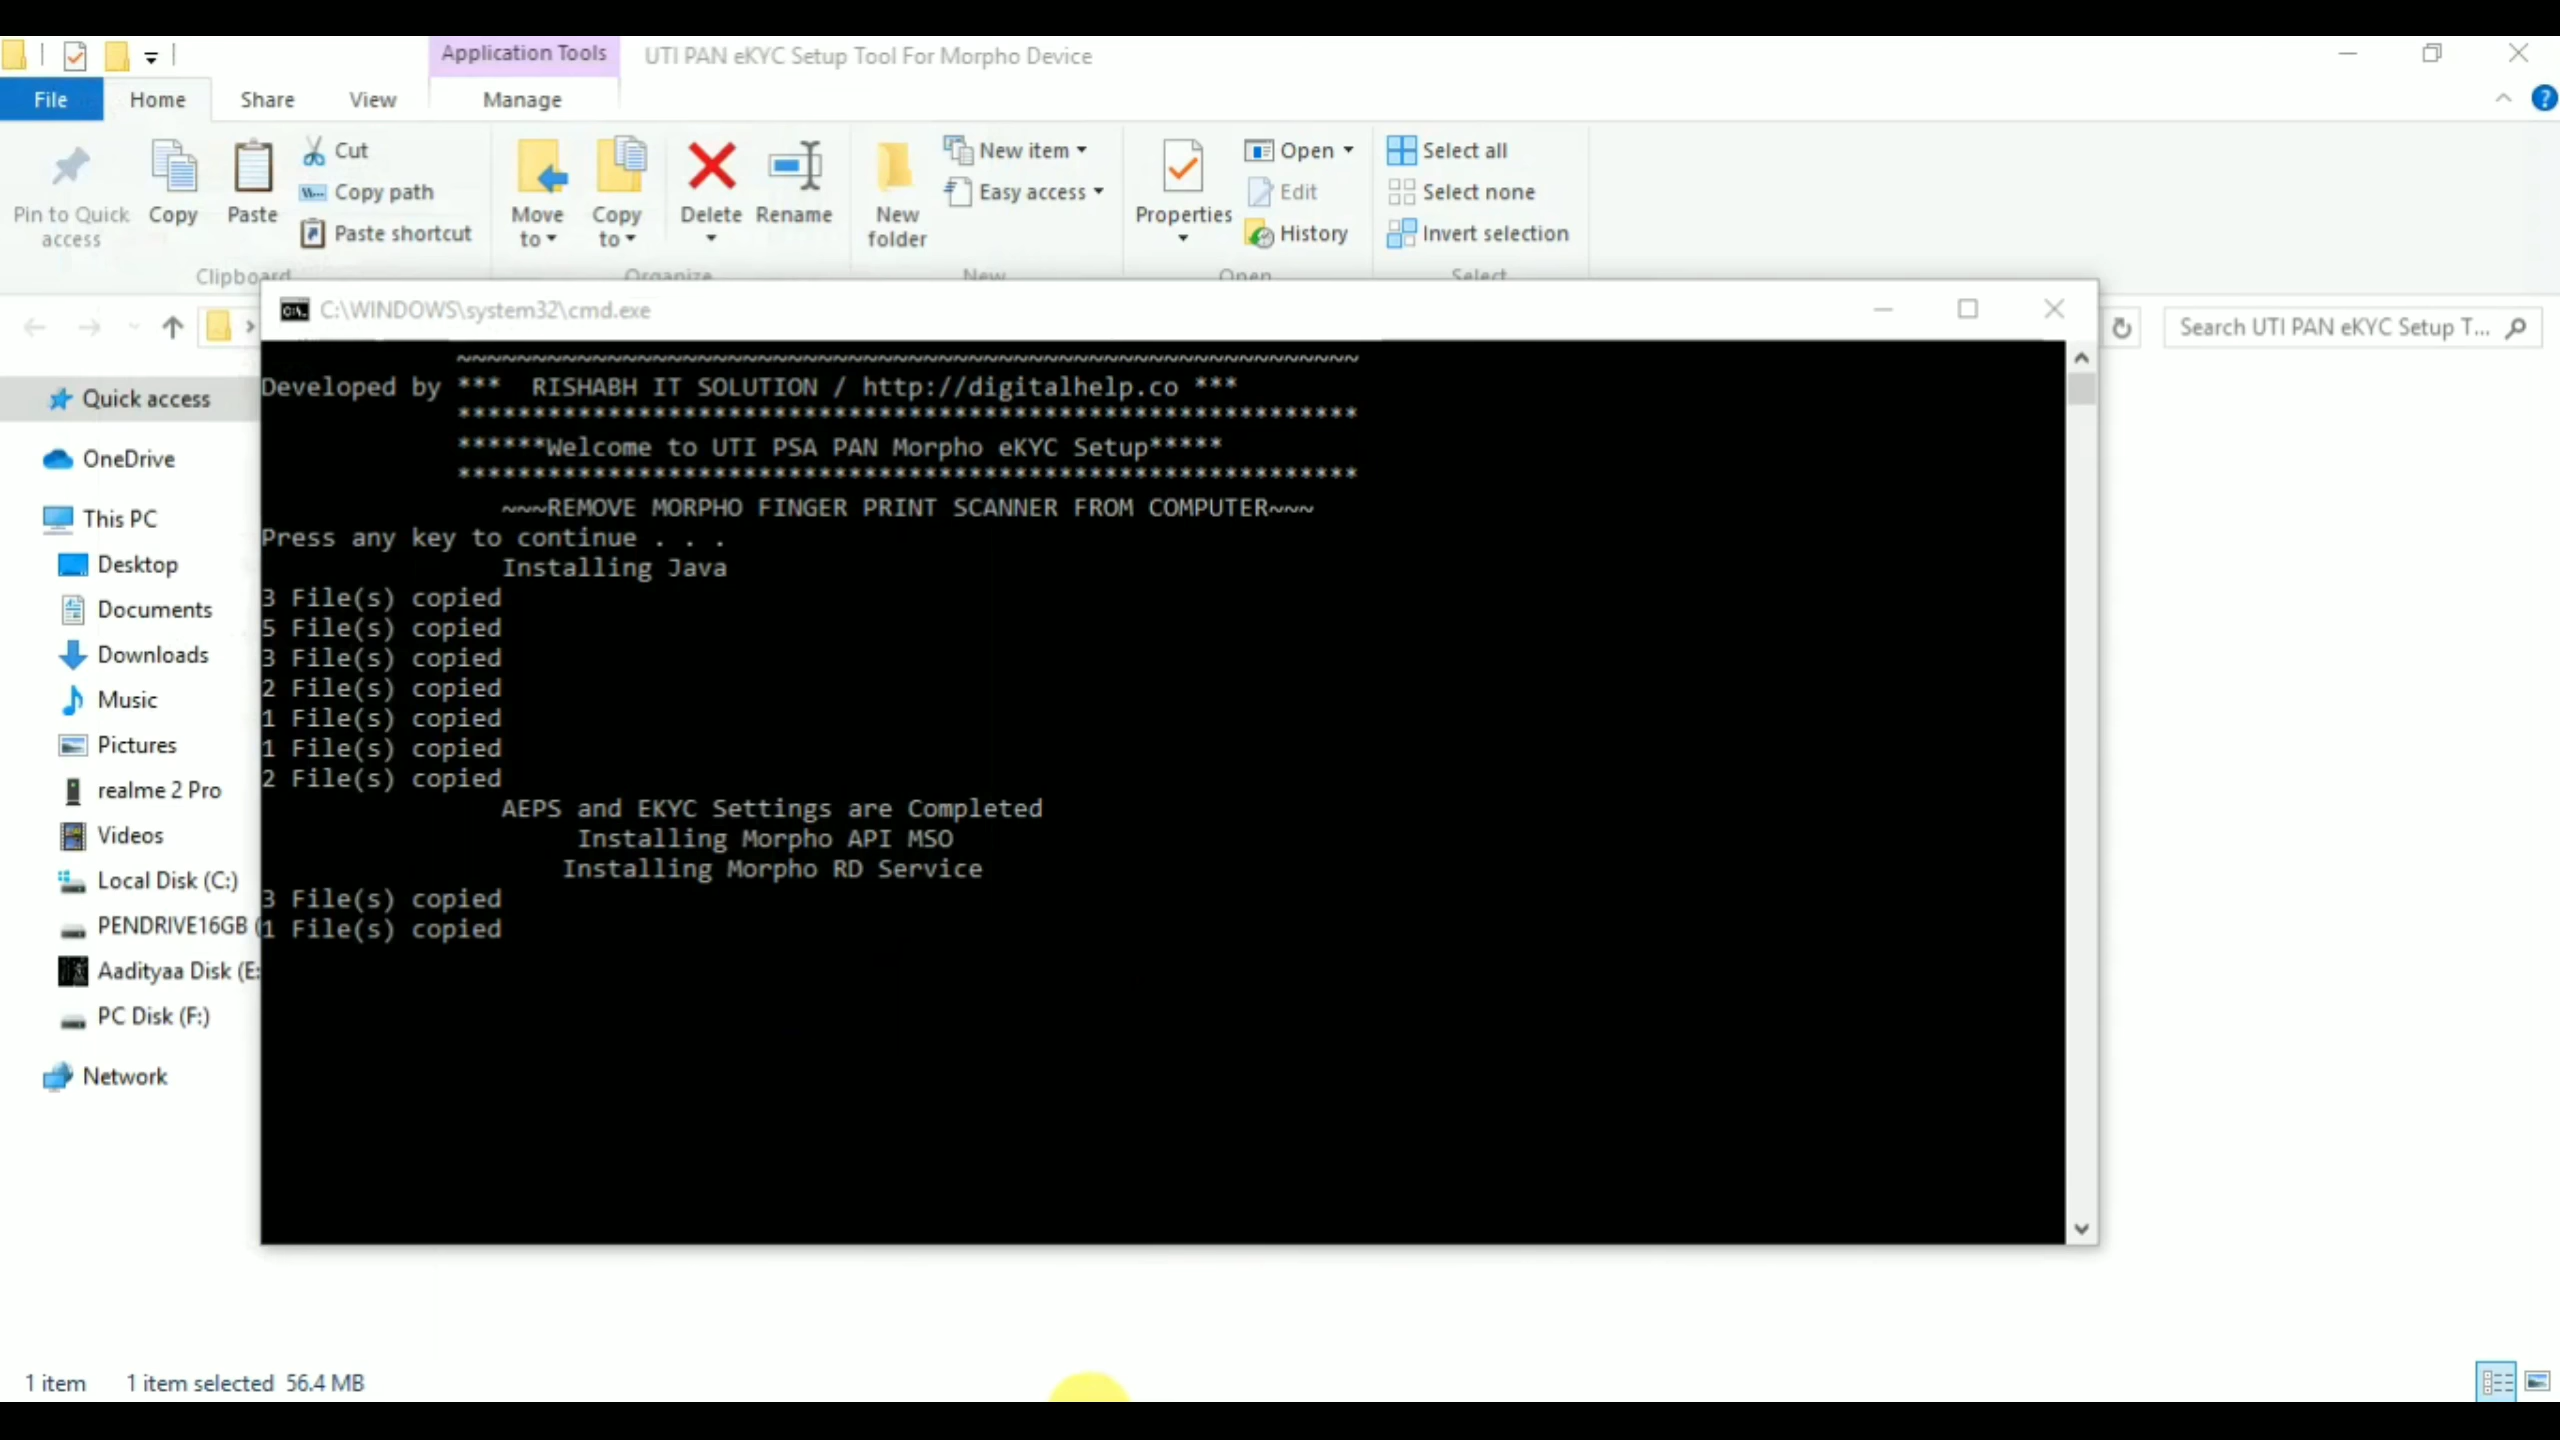 Application Tools
UTI PAN eKYC Setup Tool For Morpho Device
File
Home
Share
View
Manage
Pin to Quick access
Copy
Paste
Cut
Copy path
Paste shortcut
Move to
Copy to
Delete
Rename
New folder
New item
Easy access
Properties
Open
Edit
History
Select all
Select none
Invert selection
Clipboard
Organize
New
Open
Select
C:\WINDOWS\system32\cmd.exe
Search UTI PAN eKYC Setup T...
Quick access
OneDrive
This PC
Desktop
Documents
Downloads
Music
Pictures
realme 2 Pro
Videos
Local Disk (C:)
PENDRIVE16GB (
Aadityaa Disk (E:
PC Disk (F:)
Network
~~~~~~~~~~~~~~~~~~~~~~~~~~~~~~~~~~~~~~~~~~~~~~~~~~~~~~~~~~~~
Developed by *** RISHABH IT SOLUTION / http://digitalhelp.co ***
************************************************************
******Welcome to UTI PSA PAN Morpho eKYC Setup*****
************************************************************
~~~REMOVE MORPHO FINGER PRINT SCANNER FROM COMPUTER~~~
Press any key to continue . . .
Installing Java
3 File(s) copied
5 File(s) copied
3 File(s) copied
2 File(s) copied
1 File(s) copied
1 File(s) copied
2 File(s) copied
AEPS and EKYC Settings are Completed
Installing Morpho API MSO
Installing Morpho RD Service
3 File(s) copied
1 File(s) copied
1 item
1 item selected 56.4 MB